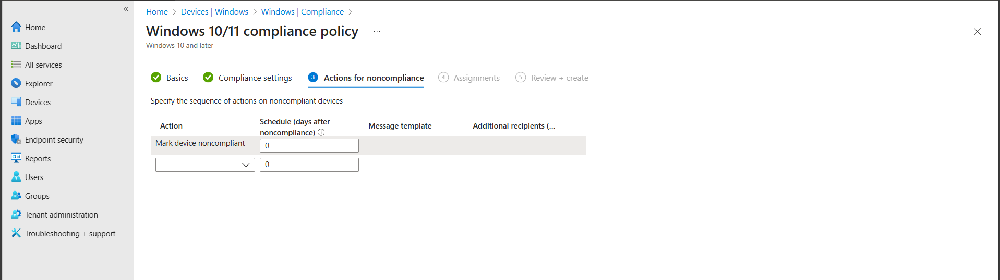 «
Home
Dashboard
All services
Explorer
Devices
Apps
Endpoint security
Reports
Users
Groups
Tenant administration
Troubleshooting + support
Home > Devices | Windows > Windows | Compliance >
Windows 10/11 compliance policy ...
Windows 10 and later
Basics
Compliance settings
3 Actions for noncompliance
4 Assignments
5 Review + create
Specify the sequence of actions on noncompliant devices
Action
Schedule (days after
noncompliance)
Message template
Additional recipients (...
Mark device noncompliant
0
0